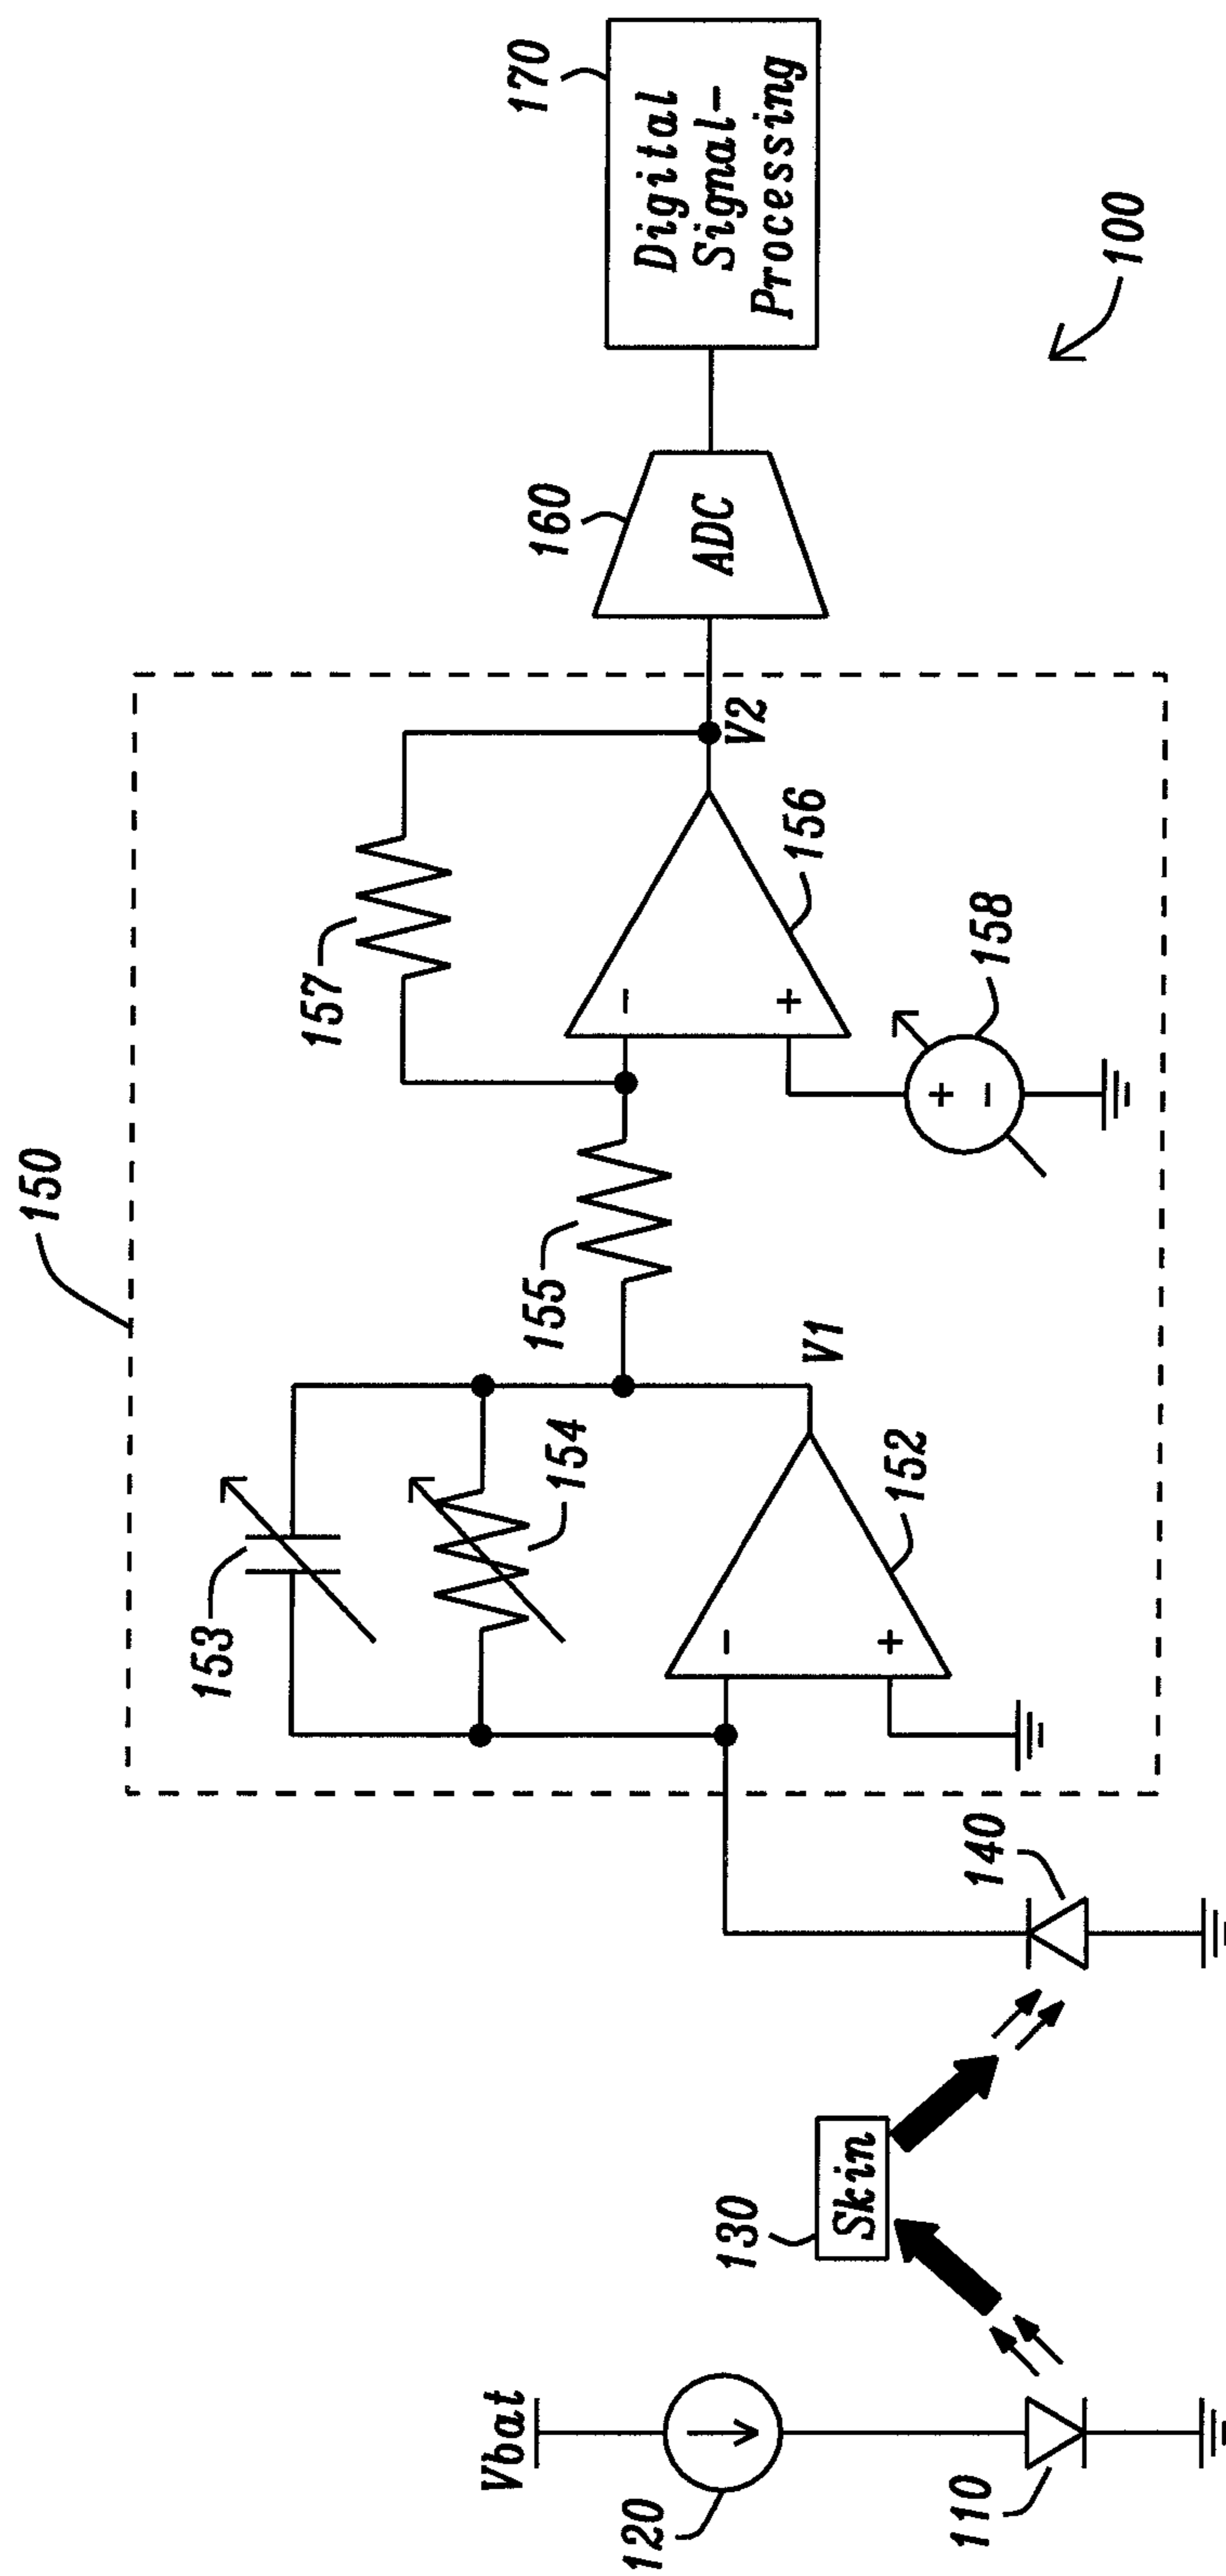 150
157
V2
160
ADC
170
Digital
Signal-
Processing
153
154
155
-
+
156
158
+
-
V1
-
+
152
100
Vbat
120
110
130
Skin
140